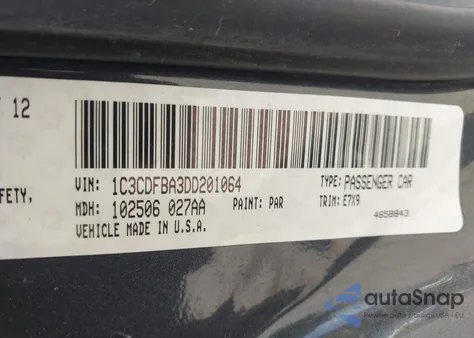 12
VIN: 1C3CDFBA3DD201064
TYPE: PASSENGER CAR
FETY,
MDH: 102506 027AA
PAINT: PAR
TRIM: E7X9
VEHICLE MADE IN U.S.A.
4658843
autoSnap